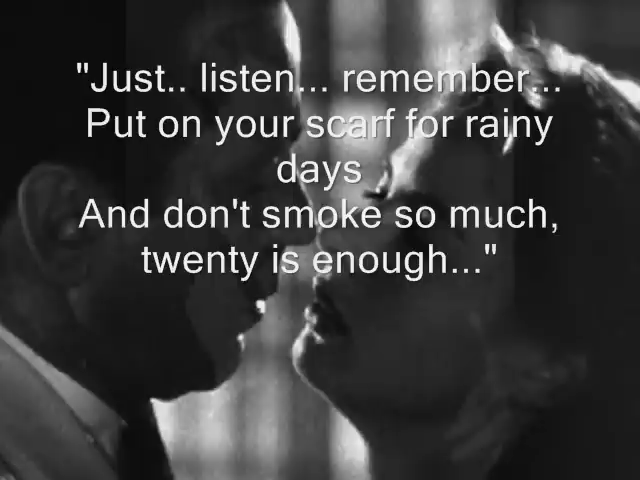 "Just.. listen... remember...
Put on your scarf for rainy
days
And don't smoke so much,
twenty is enough..."